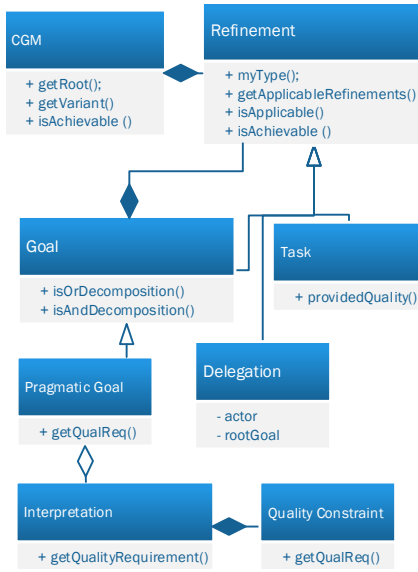 CGM
+ getRoot();
+ getVariant()
+ isAchievable ()
Refinement
+ myType();
+ getApplicableRefinements()
+ isApplicable()
+ isAchievable ()
Goal
+ isOrDecomposition()
+ isAndDecomposition()
Task
+ providedQuality()
Pragmatic Goal
+ getQualReq()
Delegation
- actor
- rootGoal
Interpretation
+ getQualityRequirement()
Quality Constraint
+ getQualReq()